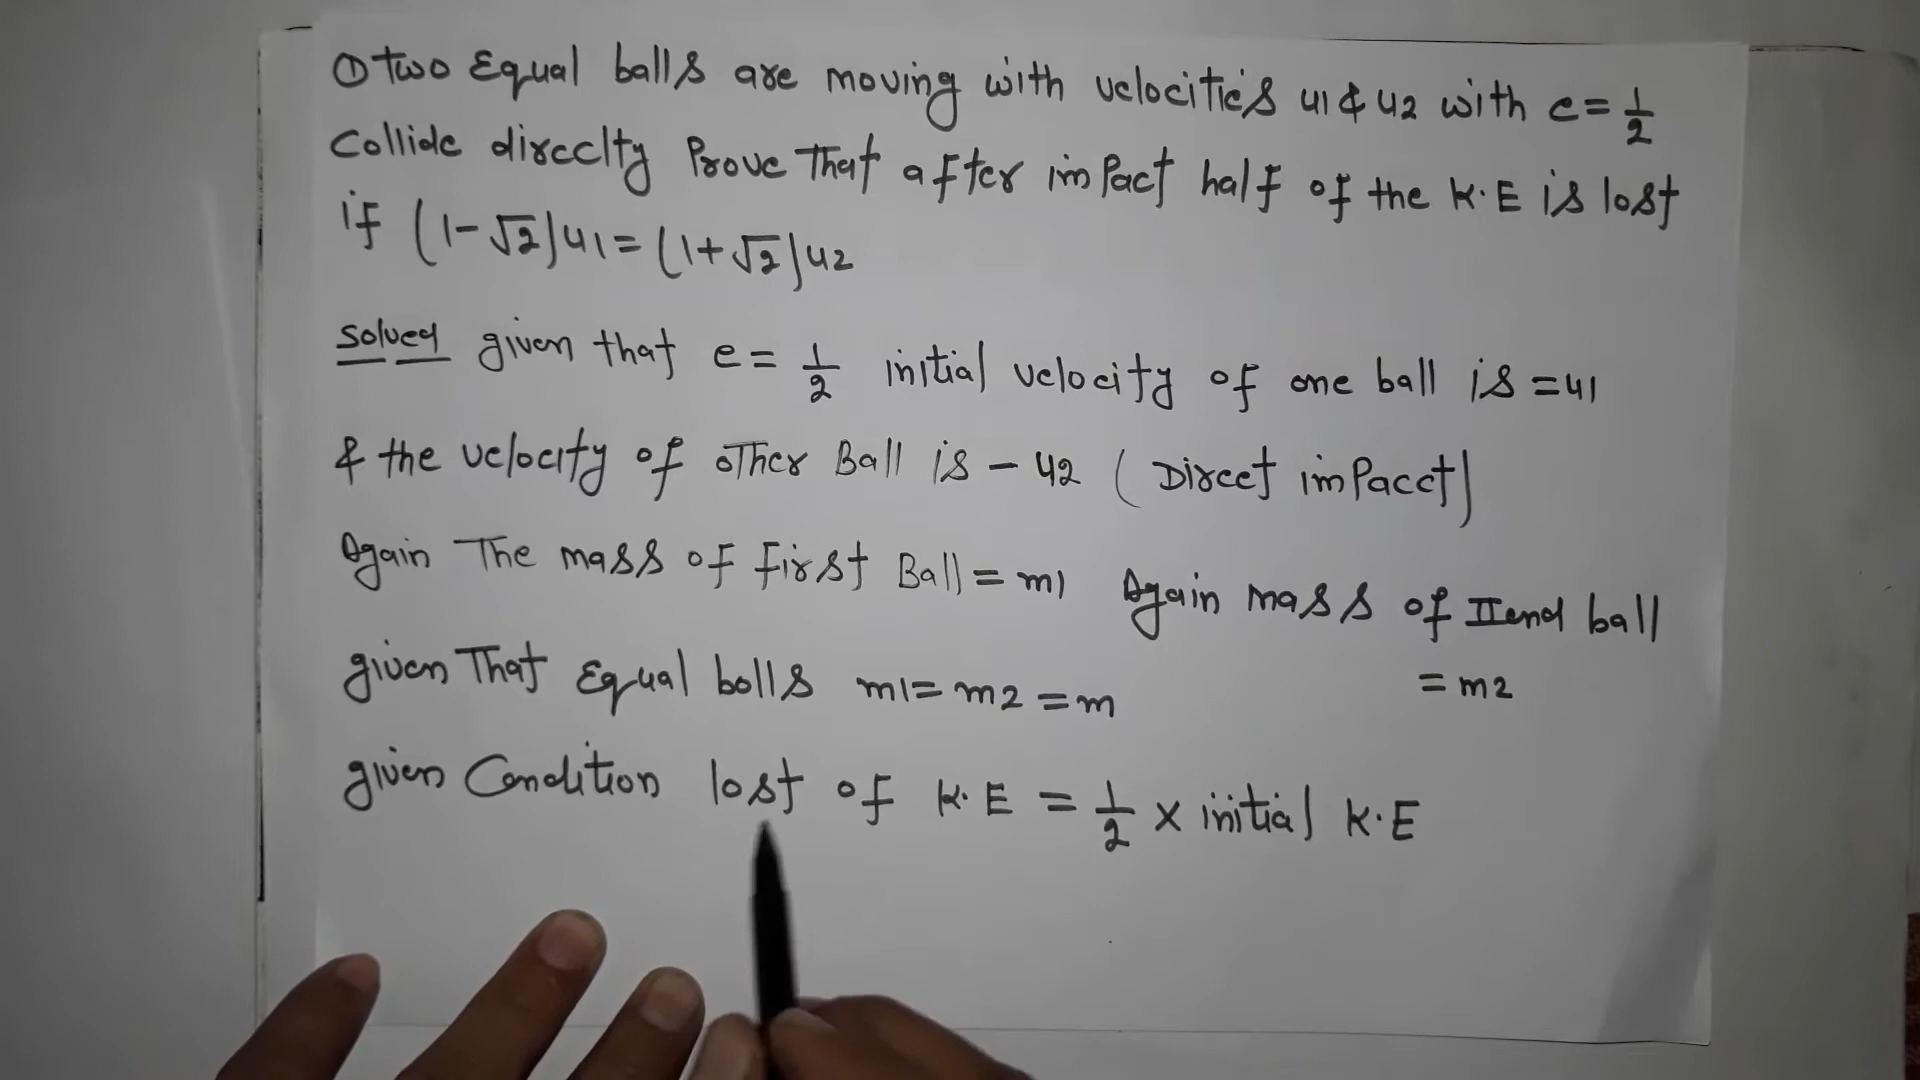 ① two Equal balls are moving with velocities u1 & u2 with e = 1/2
Collide direclty Prove That after imPact half of the K.E is lost
if (1-√2)u1 = (1+√2)u2
Solved given that e = 1/2 initial velocity of one ball is = u1
& the velocity of oTher Ball is - u2 (Direct imPacct)
Again The mass of First Ball = m1 Again mass of IIend ball
= m2
given That Equal bolls m1 = m2 = m
given Condition lost of K.E = 1/2 x initial K.E